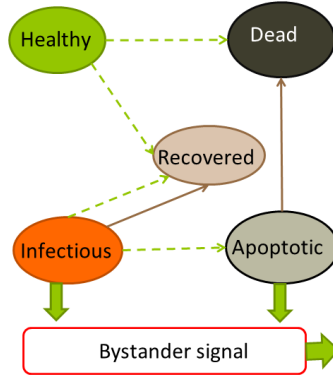 Healthy
Dead
Recovered
Infectious
Apoptotic
Bystander signal